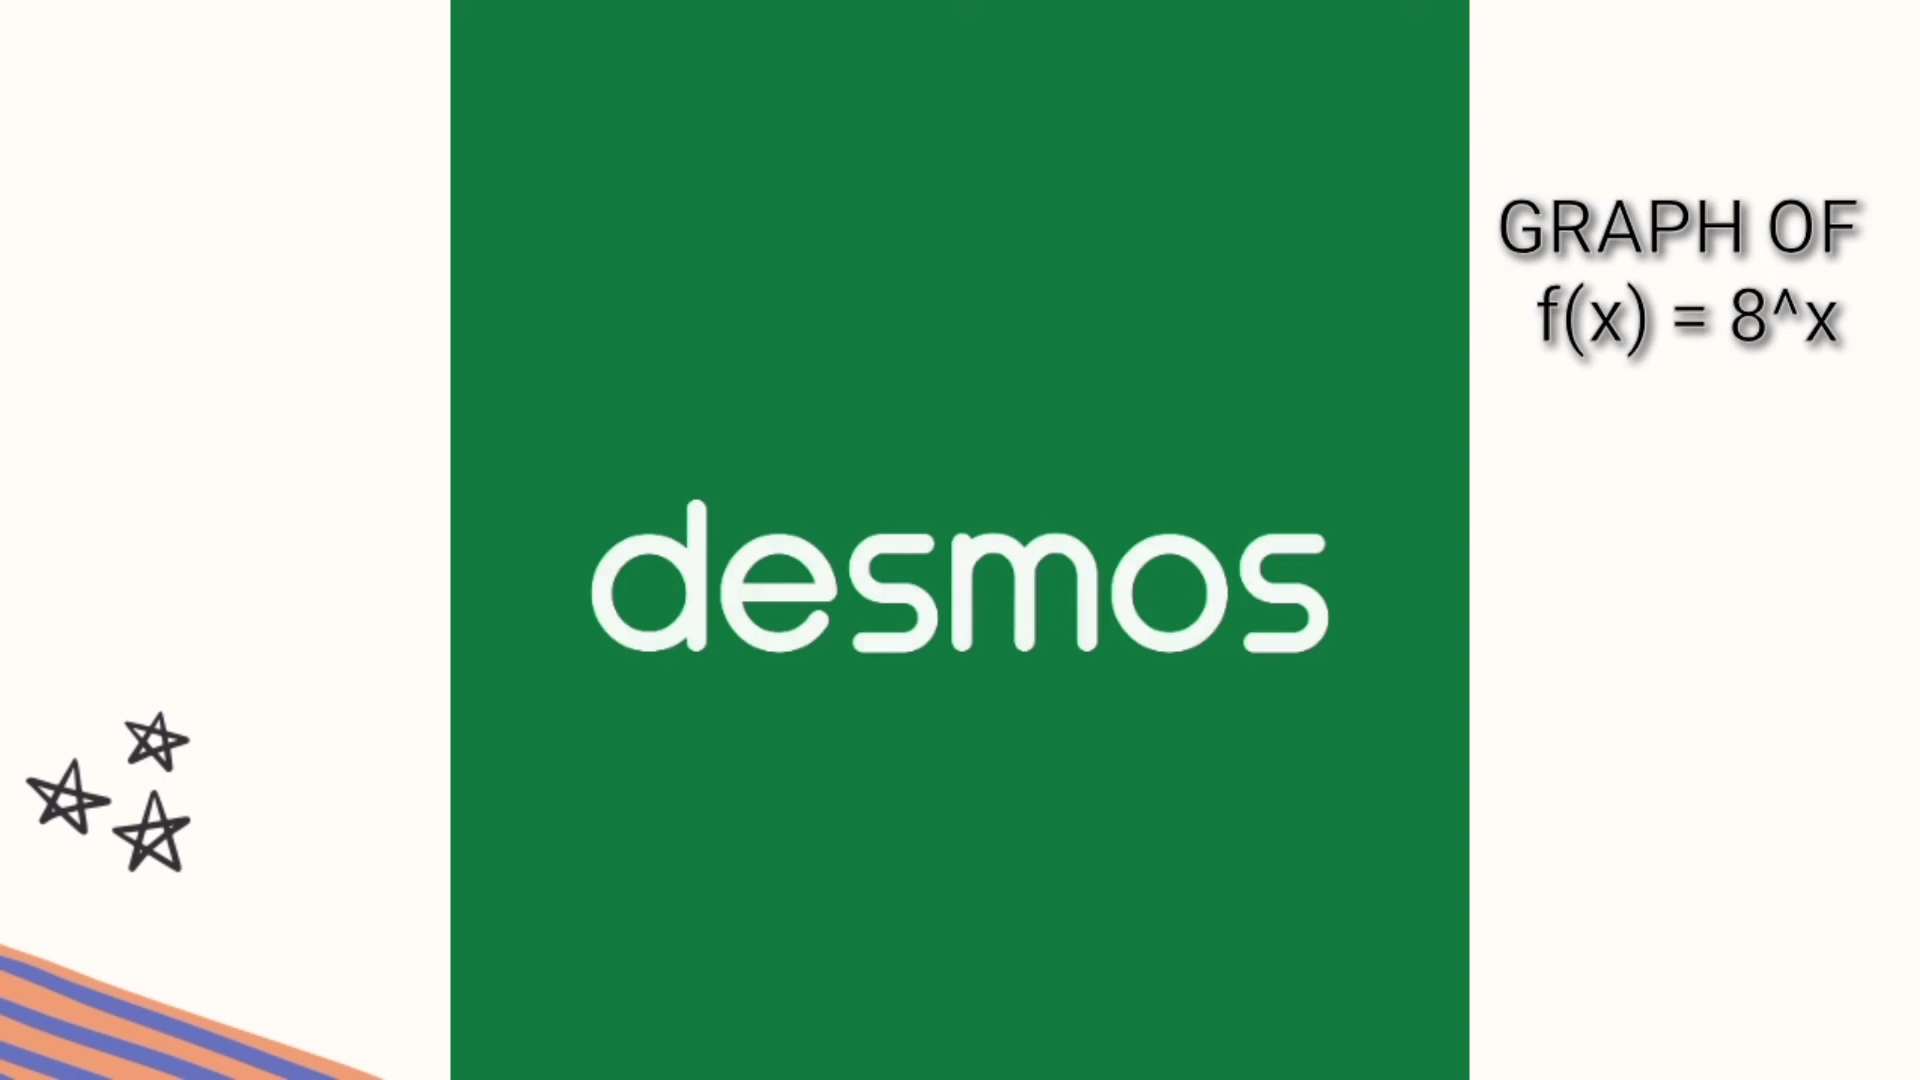 desmos
GRAPH OF
f(x) = 8^x